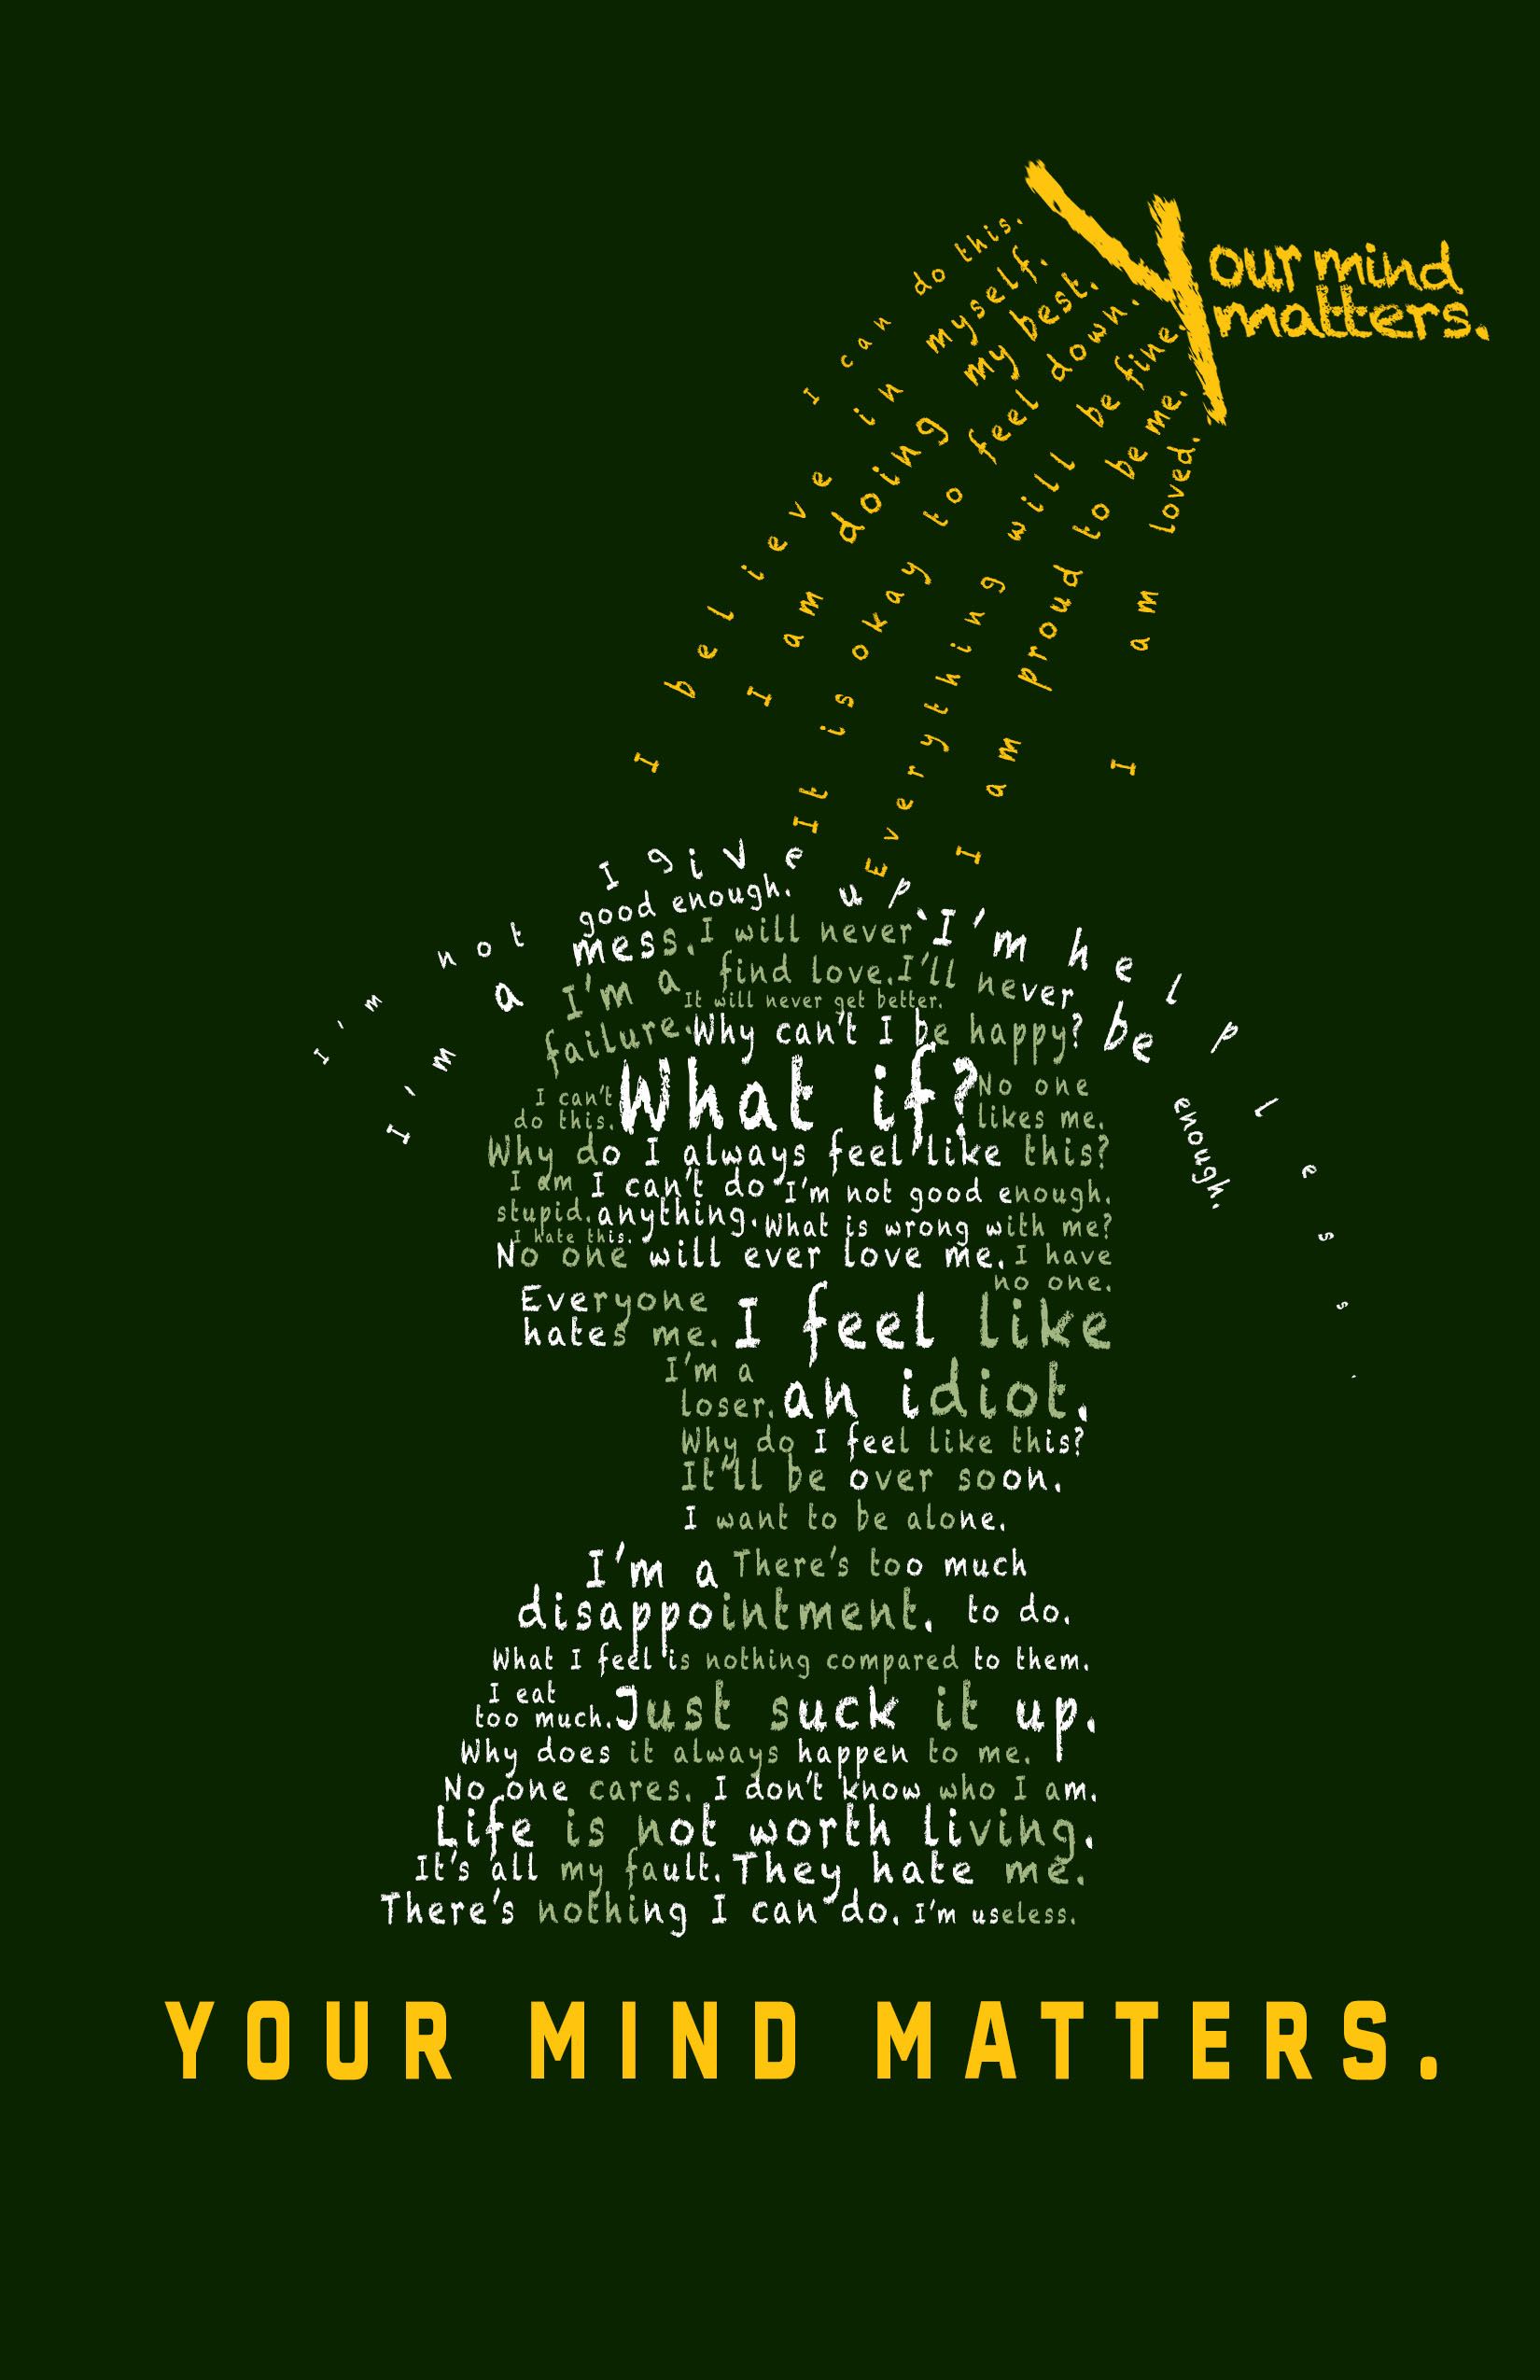 Your mind
matters.
I can do this.
I believe in myself.
I am doing my best.
It is okay to feel down.
Everything will be fine.
I am proud to be me.
I am loved.
I give up.
I'm not good enough.
I'm a mess.
I will never
find love.
I'm helpless.
I'm a
failure.
I'll never be enough.
It will never get better.
Why can't I be happy?
I can't
do this.
What if?
No one
likes me.
Why do I always feel like this?
I am
stupid.
I can't do
anything.
I'm not good enough.
What is wrong with me?
I hate this.
No one will ever love me.
I have
no one.
Everyone
hates me.
I feel like
an idiot.
I'm a
loser.
Why do I feel like this?
It'll be over soon.
I want to be alone.
I'm a
disappointment.
There's too much
to do.
What I feel is nothing compared to them.
I eat
too much.
Just suck it up.
Why does it always happen to me.
No one cares. I don't know who I am.
Life is not worth living.
It's all my fault. They hate me.
There's nothing I can do. I'm useless.
YOUR MIND MATTERS.